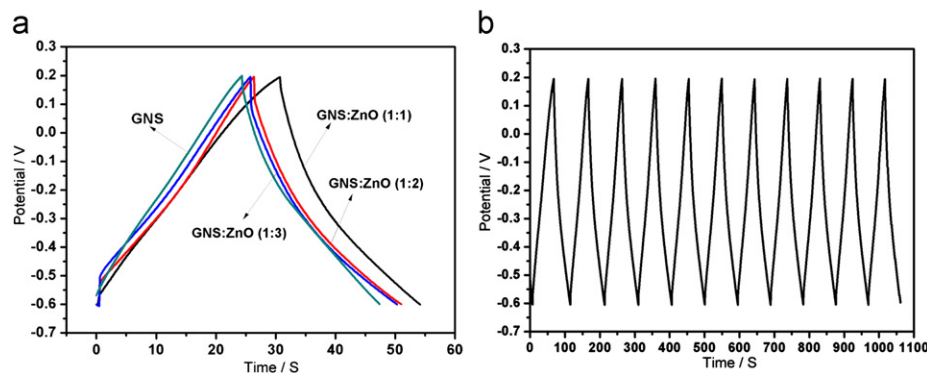 a
0.3
0.2
0.1
0.0
-0.1
-0.2
-0.3
-0.4
-0.5
-0.6
-0.7
Potential / V
GNS
GNS:ZnO (1:1)
GNS:ZnO (1:2)
GNS:ZnO (1:3)
0 10 20 30 40 50 60
Time / S
b
0.3
0.2
0.1
0.0
-0.1
-0.2
-0.3
-0.4
-0.5
-0.6
-0.7
Potential / V
0 100 200 300 400 500 600 700 800 900 1000 1100
Time / S